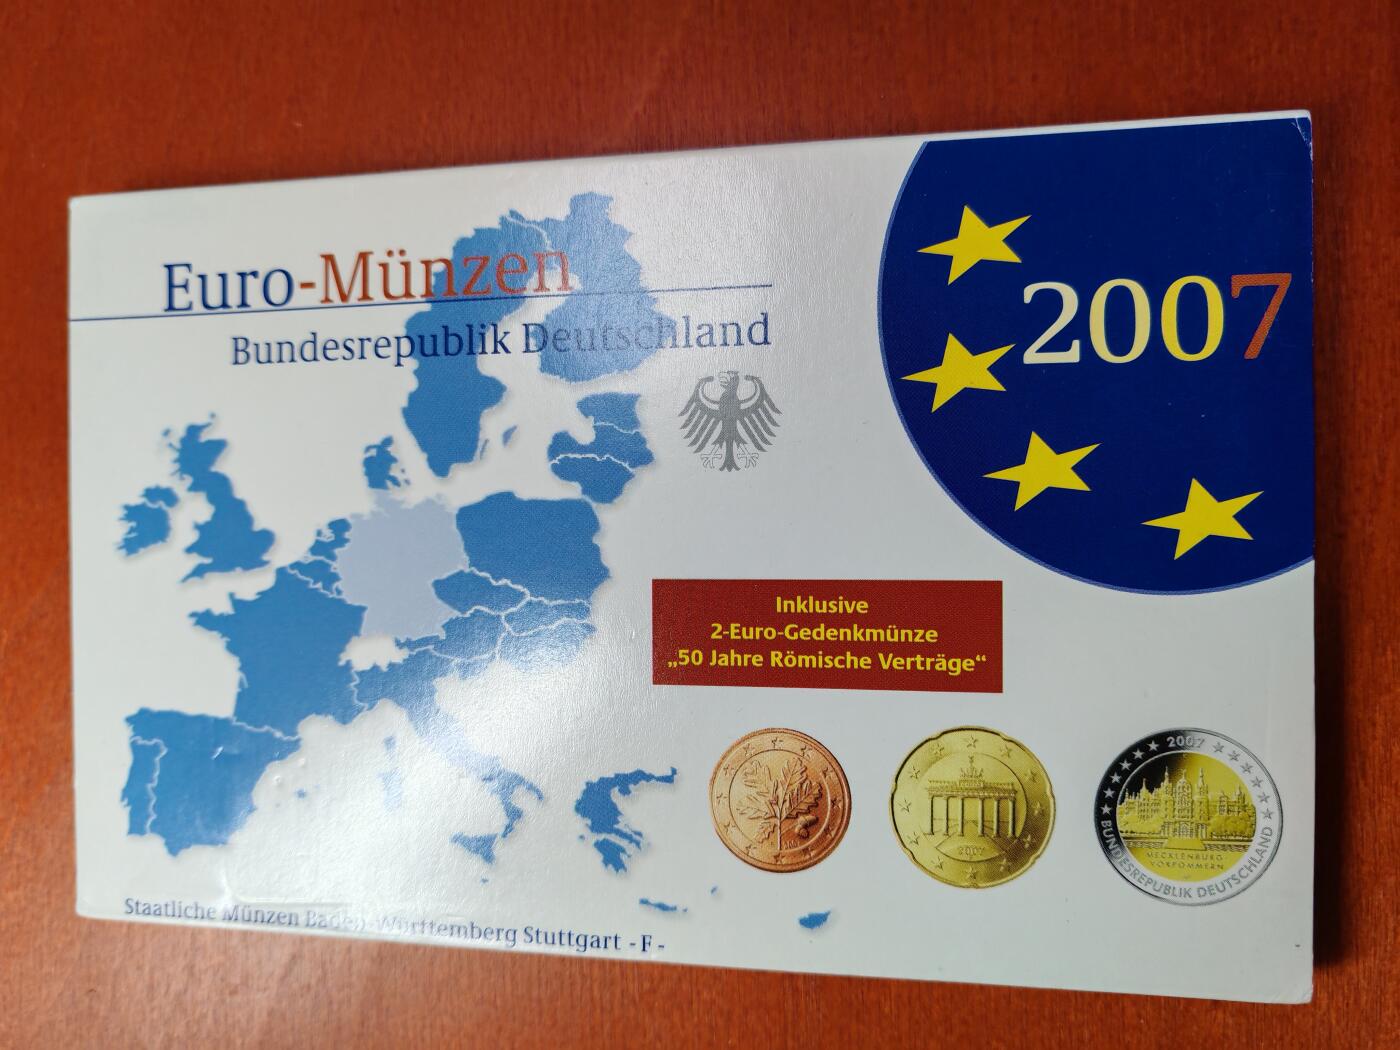 Euro-Münzen
Bundesrepublik Deutschland
2007
Inklusive
2-Euro-Gedenkmünze
„50 Jahre Römische Verträge“
2007
2007
MECKLENBURG-
VORPOMMERN
BUNDESREPUBLIK DEUTSCHLAND
Staatliche Münzen Baden-Württemberg Stuttgart - F -